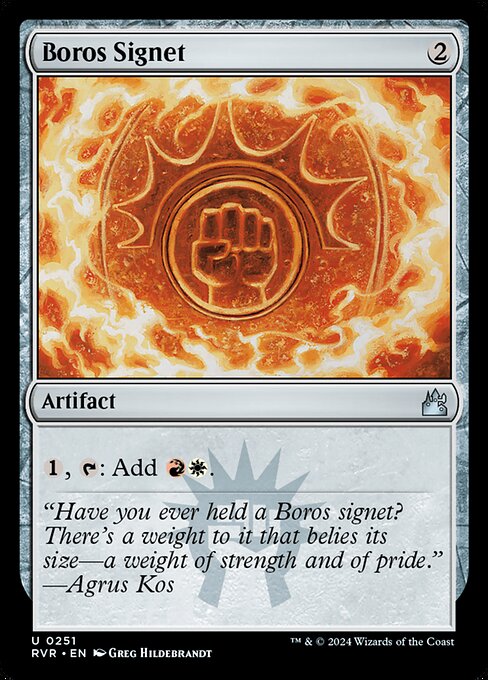 Boros Signet 2
Artifact
1, T: Add RW.
“Have you ever held a Boros signet?
There’s a weight to it that belies its
size—a weight of strength and of pride.”
—Agrus Kos
U 0251
RVR • EN Greg Hildebrandt
™ & © 2024 Wizards of the Coast